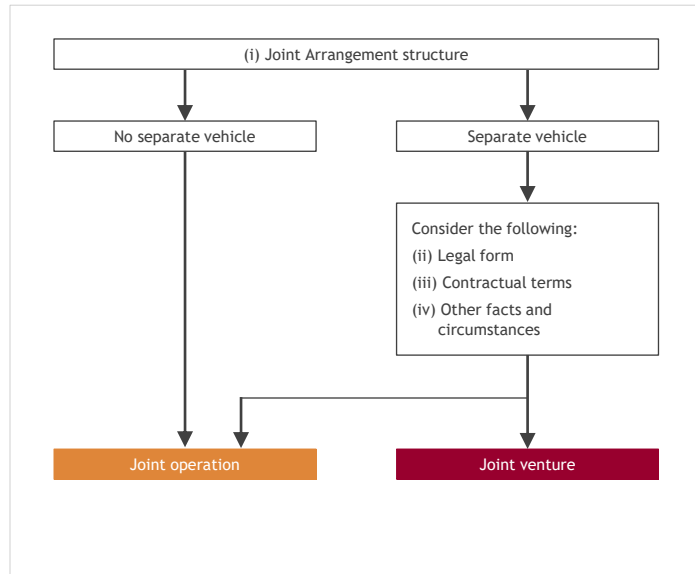 (i) Joint Arrangement structure
No separate vehicle
Separate vehicle
Consider the following:
(ii) Legal form
(iii) Contractual terms
(iv) Other facts and
circumstances
Joint operation
Joint venture